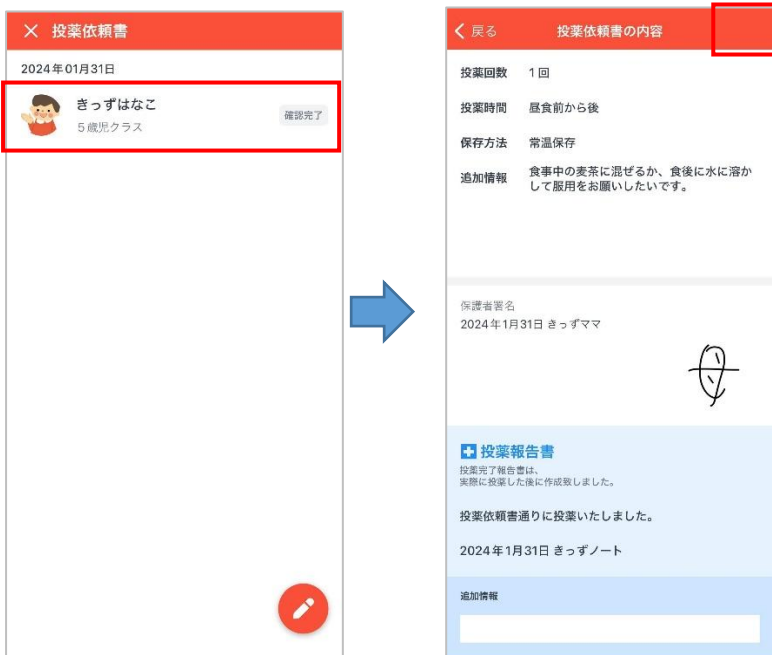 投薬依頼書
2024年01月31日
きっずはなこ
5歳児クラス
確認完了
戻る
投薬依頼書の内容
投薬回数 1回
投薬時間 昼食前から後
保存方法 常温保存
追加情報 食事中の麦茶に混ぜるか、食後に水に溶か
して服用をお願いしたいです。
保護者署名
2024年1月31日 きっずママ
投薬報告書
投薬完了報告書は、
実際に投薬した後に作成致しました。
投薬依頼書通りに投薬いたしました。
2024年1月31日 きっずノート
追加情報